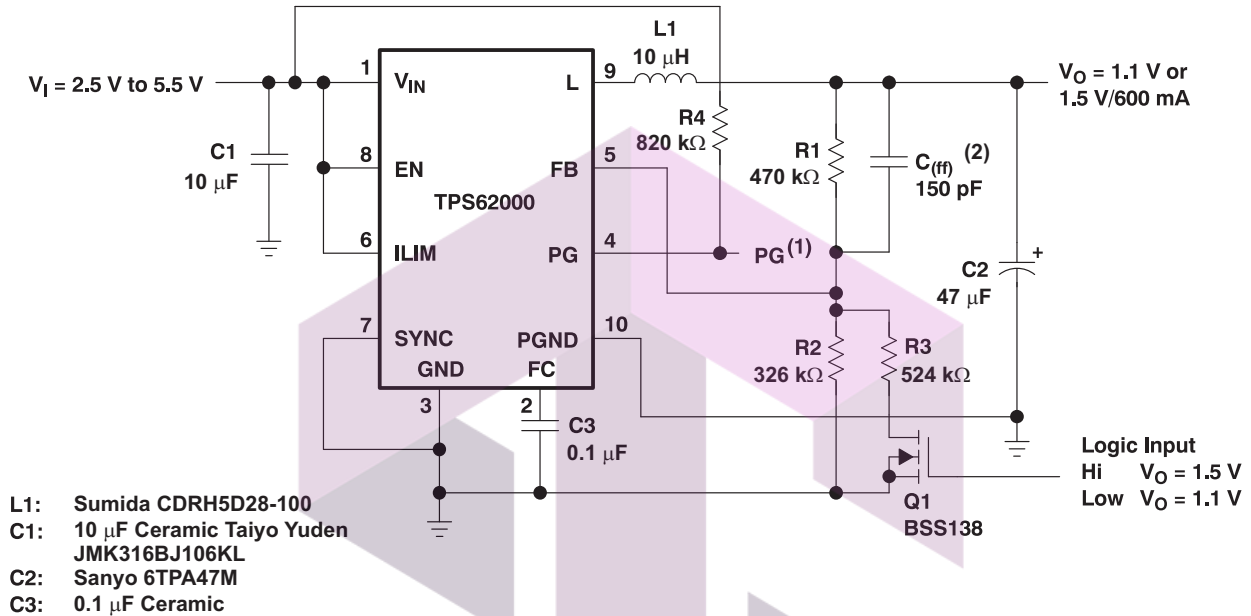 L1
10 μH
V_I = 2.5 V to 5.5 V
1
V_IN
L
9
V_O = 1.1 V or
1.5 V/600 mA
C1
10 μF
8
EN
FB
5
R4
820 kΩ
R1
470 kΩ
C_(ff) (2)
150 pF
TPS62000
6
ILIM
PG
4
PG(1)
C2
47 μF
+
7
SYNC
PGND
10
GND
FC
3
2
C3
0.1 μF
R2
326 kΩ
R3
524 kΩ
Q1
BSS138
Logic Input
Hi V_O = 1.5 V
Low V_O = 1.1 V
L1: Sumida CDRH5D28-100
C1: 10 μF Ceramic Taiyo Yuden
JMK316BJ106KL
C2: Sanyo 6TPA47M
C3: 0.1 μF Ceramic